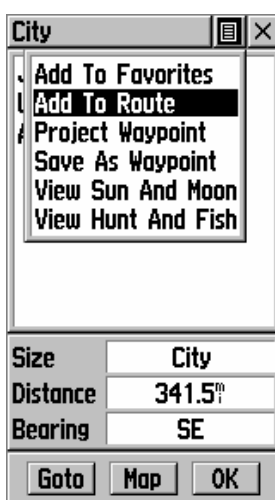 City
Add To Favorites
Add To Route
Project Waypoint
Save As Waypoint
View Sun And Moon
View Hunt And Fish
Size City
Distance 341.5mi
Bearing SE
Goto Map OK